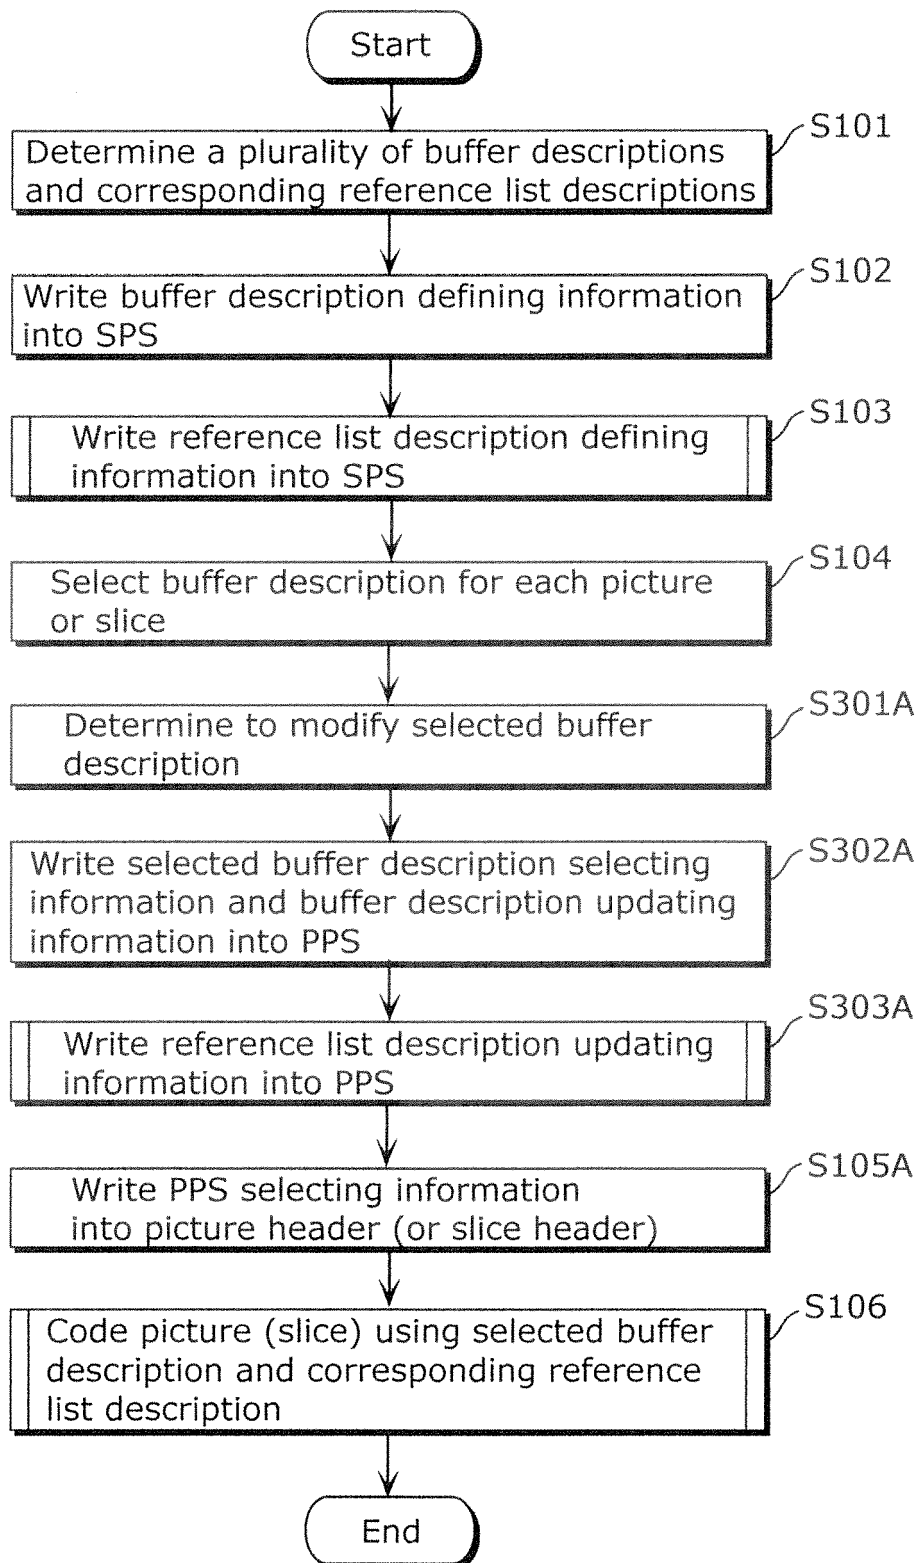 Start
S101
Determine a plurality of buffer descriptions
and corresponding reference list descriptions
S102
Write buffer description defining information
into SPS
S103
Write reference list description defining
information into SPS
S104
Select buffer description for each picture
or slice
S301A
Determine to modify selected buffer
description
S302A
Write selected buffer description selecting
information and buffer description updating
information into PPS
S303A
Write reference list description updating
information into PPS
S105A
Write PPS selecting information
into picture header (or slice header)
S106
Code picture (slice) using selected buffer
description and corresponding reference
list description
End